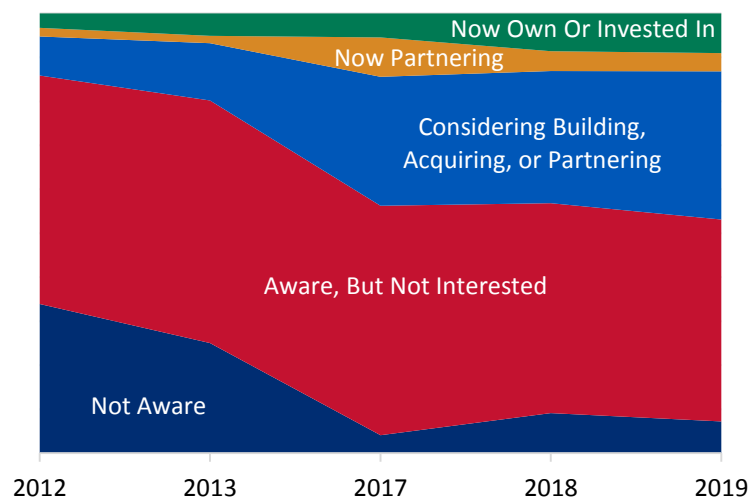 Now Own Or Invested In
Now Partnering
Considering Building,
Acquiring, or Partnering
Aware, But Not Interested
Not Aware
2012 2013 2017 2018 2019